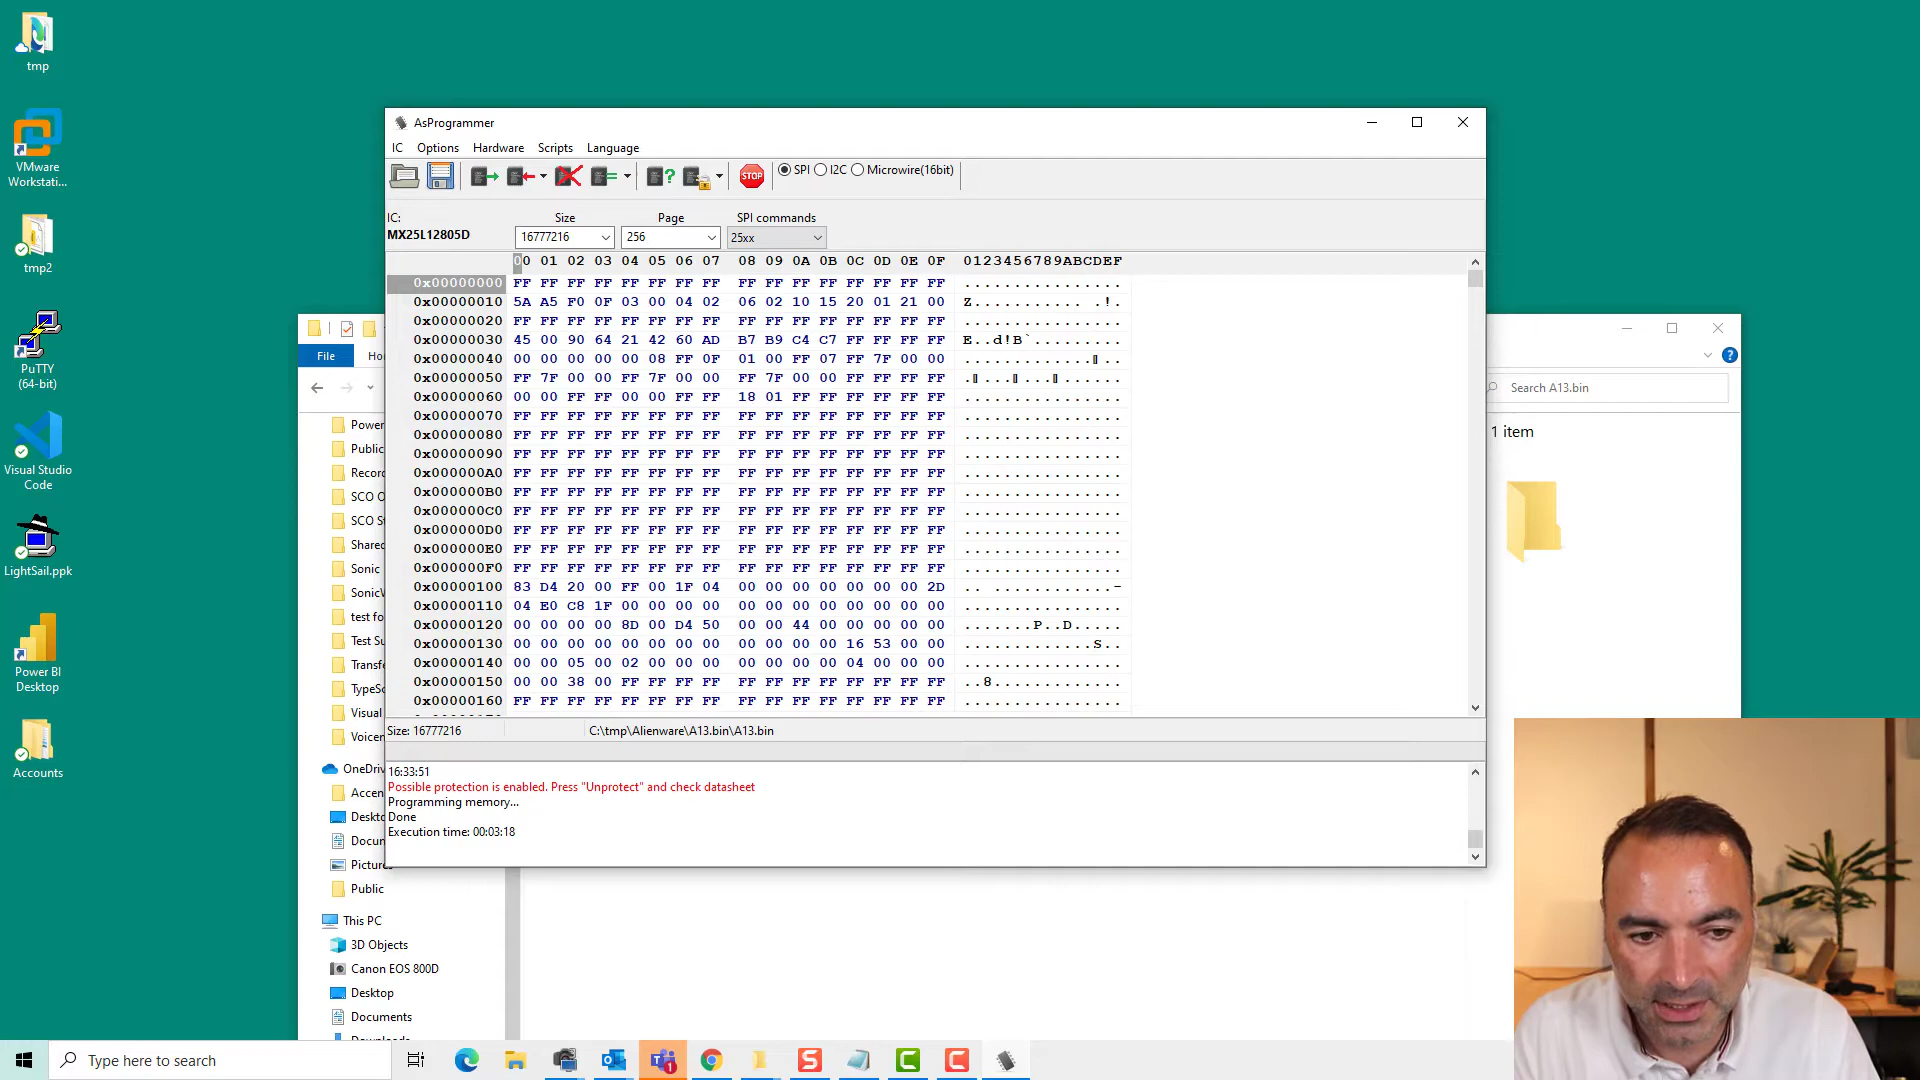 tmp
VMware
Workstati...
tmp2
PuTTY
(64-bit)
Visual Studio
Code
LightSail.ppk
Power BI
Desktop
Accounts
AsProgrammer
IC Options Hardware Scripts Language
STOP SPI I2C Microwire(16bit)
IC: Size Page SPI commands
MX25L12805D 16777216 256 25xx
00 01 02 03 04 05 06 07 08 09 0A 0B 0C 0D 0E 0F 0123456789ABCDEF
0x00000000 FF FF FF FF FF FF FF FF FF FF FF FF FF FF FF FF ................
0x00000010 5A A5 F0 0F 03 00 04 02 06 02 10 15 20 01 21 00 Z........... .!.
0x00000020 FF FF FF FF FF FF FF FF FF FF FF FF FF FF FF FF ................
0x00000030 45 00 90 64 21 42 60 AD B7 B9 C4 C7 FF FF FF FF E..d!B`.........
0x00000040 00 00 00 00 00 08 FF 0F 01 00 FF 07 FF 7F 00 00 .............▯..
0x00000050 FF 7F 00 00 FF 7F 00 00 FF 7F 00 00 FF FF FF FF .▯...▯...▯......
0x00000060 00 00 FF FF 00 00 FF FF 18 01 FF FF FF FF FF FF ................
0x00000070 FF FF FF FF FF FF FF FF FF FF FF FF FF FF FF FF ................
0x00000080 FF FF FF FF FF FF FF FF FF FF FF FF FF FF FF FF ................
0x00000090 FF FF FF FF FF FF FF FF FF FF FF FF FF FF FF FF ................
0x000000A0 FF FF FF FF FF FF FF FF FF FF FF FF FF FF FF FF ................
0x000000B0 FF FF FF FF FF FF FF FF FF FF FF FF FF FF FF FF ................
0x000000C0 FF FF FF FF FF FF FF FF FF FF FF FF FF FF FF FF ................
0x000000D0 FF FF FF FF FF FF FF FF FF FF FF FF FF FF FF FF ................
0x000000E0 FF FF FF FF FF FF FF FF FF FF FF FF FF FF FF FF ................
0x000000F0 FF FF FF FF FF FF FF FF FF FF FF FF FF FF FF FF ................
0x00000100 83 D4 20 00 FF 00 1F 04 00 00 00 00 00 00 00 2D .. ............-
0x00000110 04 E0 C8 1F 00 00 00 00 00 00 00 00 00 00 00 00 ................
0x00000120 00 00 00 00 8D 00 D4 50 00 00 44 00 00 00 00 00 .......P..D.....
0x00000130 00 00 00 00 00 00 00 00 00 00 00 00 16 53 00 00 .............S..
0x00000140 00 00 05 00 02 00 00 00 00 00 00 00 04 00 00 00 ................
0x00000150 00 00 38 00 FF FF FF FF FF FF FF FF FF FF FF FF ..8.............
0x00000160 FF FF FF FF FF FF FF FF FF FF FF FF FF FF FF FF ................
Size: 16777216 C:\tmp\Alienware\A13.bin\A13.bin
16:33:51
Possible protection is enabled. Press "Unprotect" and check datasheet
Programming memory...
Done
Execution time: 00:03:18
File Ho
Search A13.bin
1 item
Power
Public
Recor
SCO O
SCO S
Shared
Sonic
SonicW
test fo
Test Su
Transfe
TypeSc
Visual
Voicem
OneDriv
Accen
Deskto
Docum
Picture
Public
This PC
3D Objects
Canon EOS 800D
Desktop
Documents
Type here to search
1